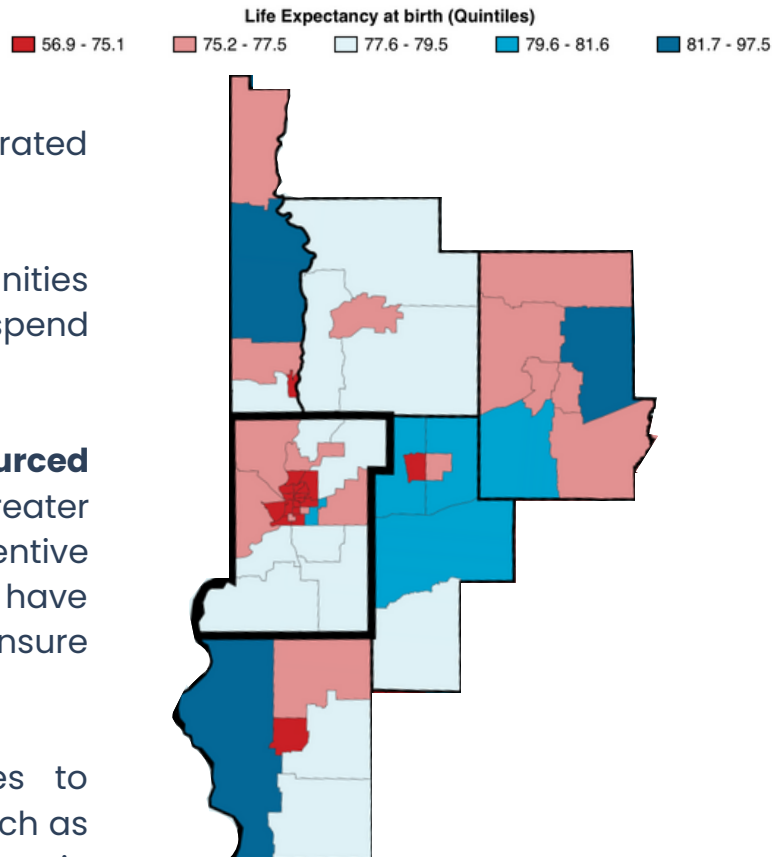 Life Expectancy at birth (Quintiles)
56.9 - 75.1 75.2 - 77.5 77.6 - 79.5 79.6 - 81.6 81.7 - 97.5
rated
nities
spend
urced
reater
entive
have
nsure
es to
ch as